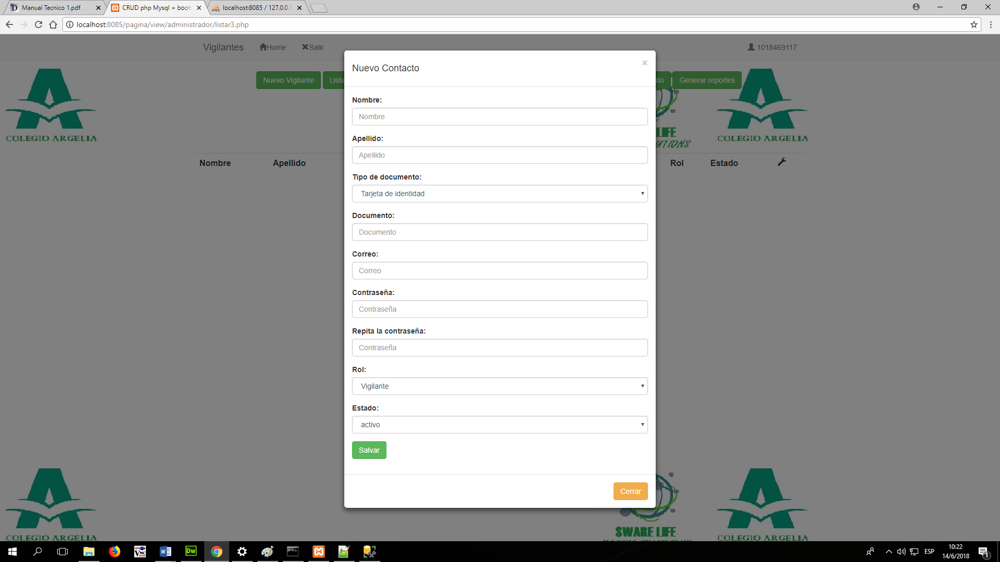 Manual Tecnico 1.pdf
CRUD php Mysql + boots
localhost:8085 / 127.0.0.1
localhost:8085/pagina/view/administrador/listar3.php
Vigilantes Home Salir 1018469117
Nuevo Contacto ×
Nuevo Vigilante Generar reportes
COLEGIO ARGELIA
LIFE
COLEGIO ARGELIA
Nombre Apellido Rol Estado
Nombre:
Nombre
Apellido:
Apellido
Tipo de documento:
Tarjeta de identidad
Documento:
Documento
Correo:
Correo
Contraseña:
Contraseña
Repita la contraseña:
Contraseña
Rol:
Vigilante
Estado:
activo
Salvar
Cerrar
COLEGIO ARGELIA
SWARE LIFE
COLEGIO ARGELIA
ESP
10:22
14/6/2018
1